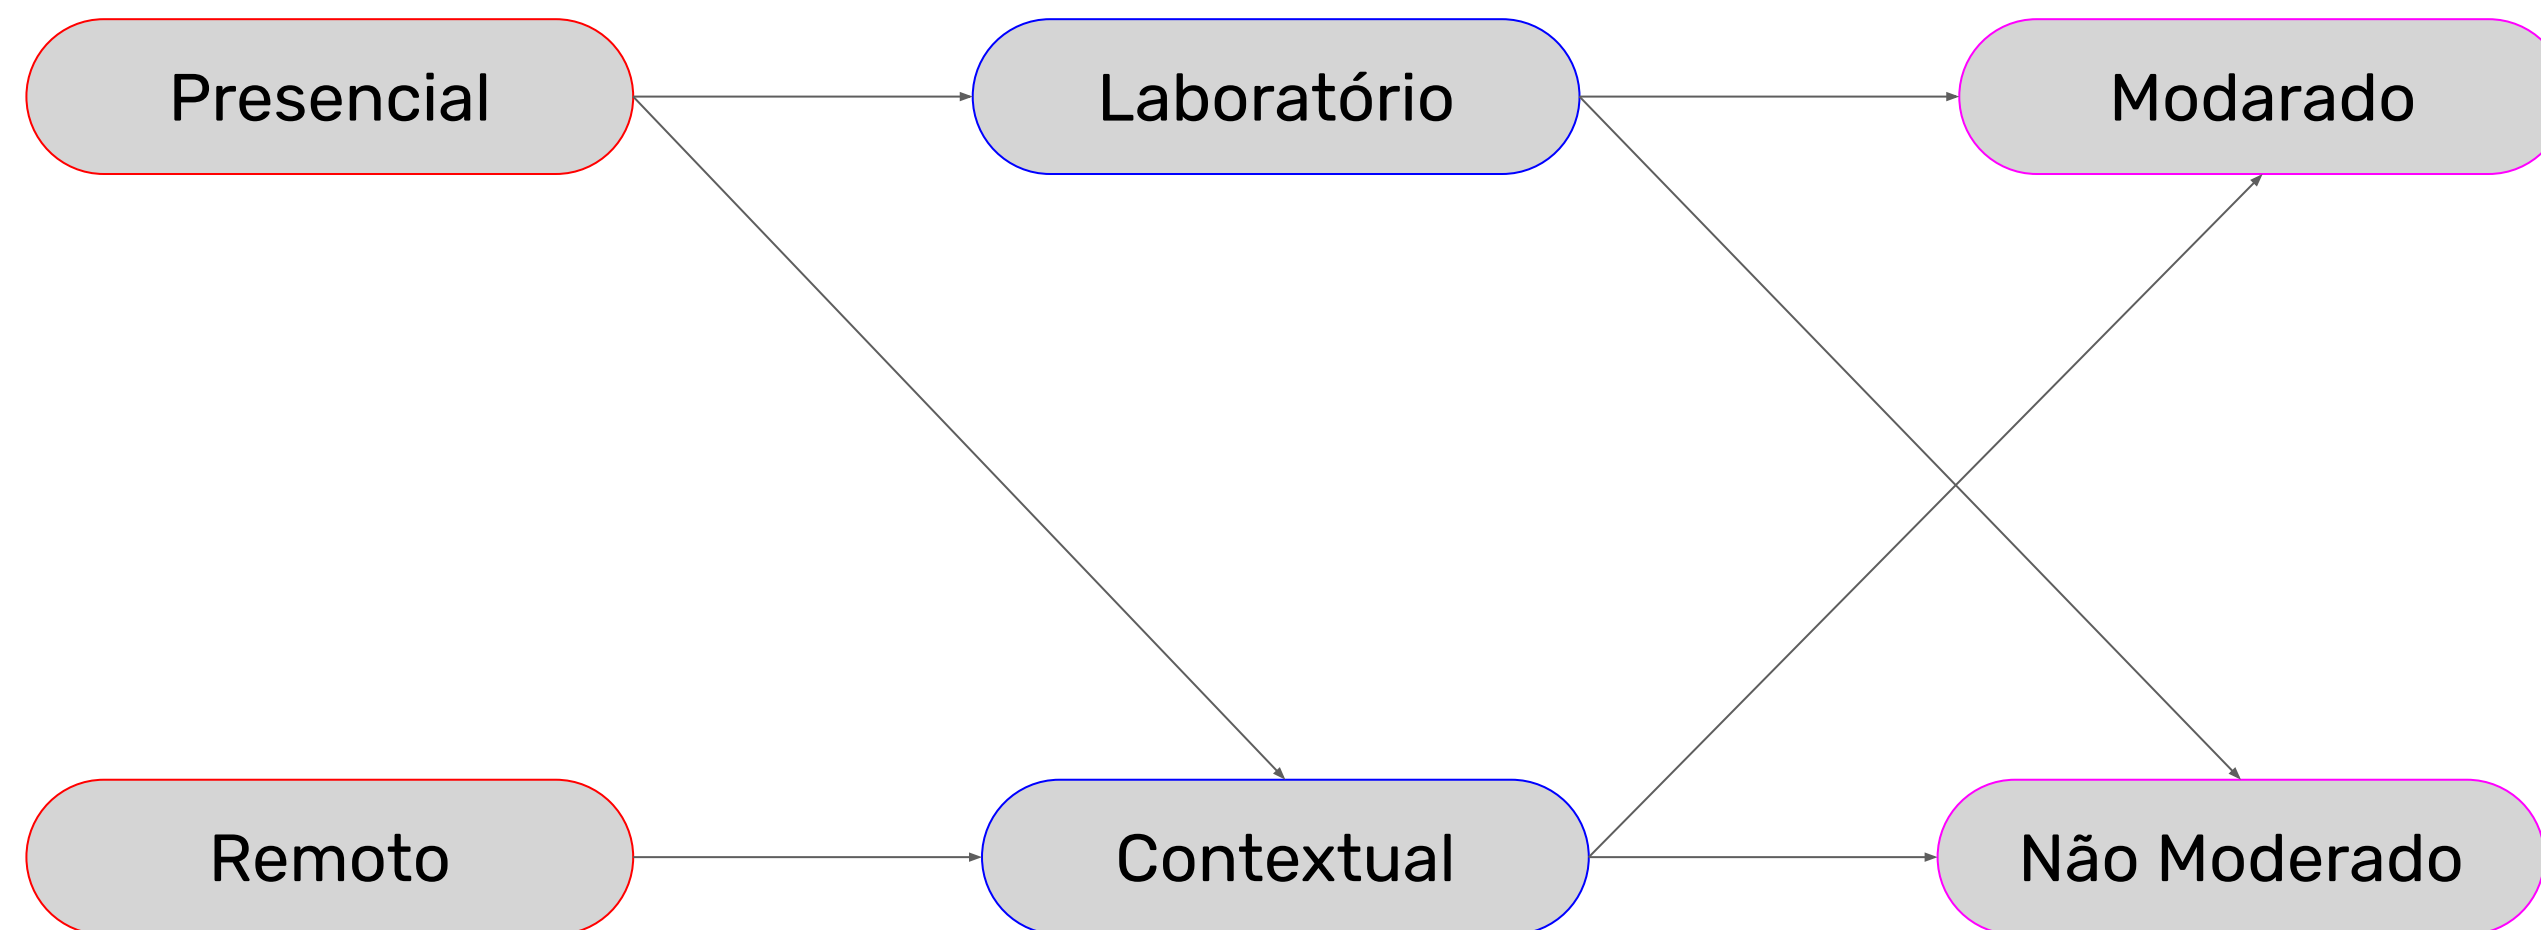 Presencial
Laboratório
Modarado
Remoto
Contextual
Não Moderado